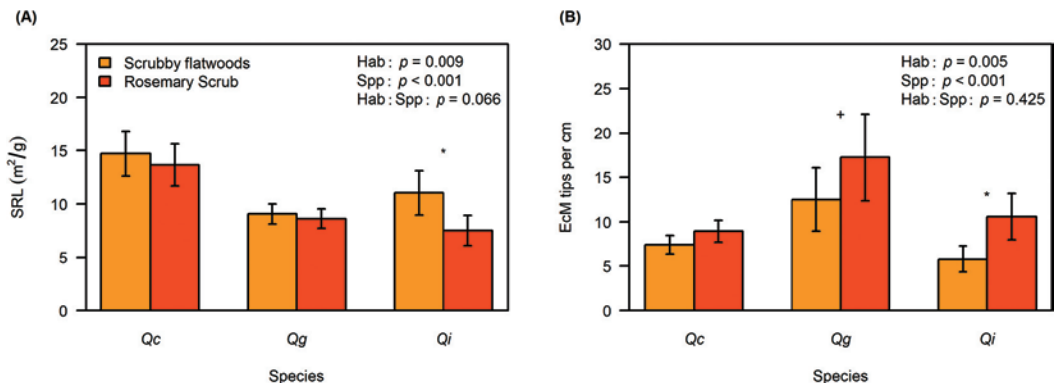 (A)
25
20
15
10
5
0
SRL (m²/g)
Scrubby flatwoods
Rosemary Scrub
Hab: p = 0.009
Spp: p < 0.001
Hab:Spp: p = 0.066
*
Qc
Qg
Qi
Species
(B)
30
25
20
15
10
5
0
EcM tips per cm
Hab: p = 0.005
Spp: p < 0.001
Hab:Spp: p = 0.425
+
*
Qc
Qg
Qi
Species